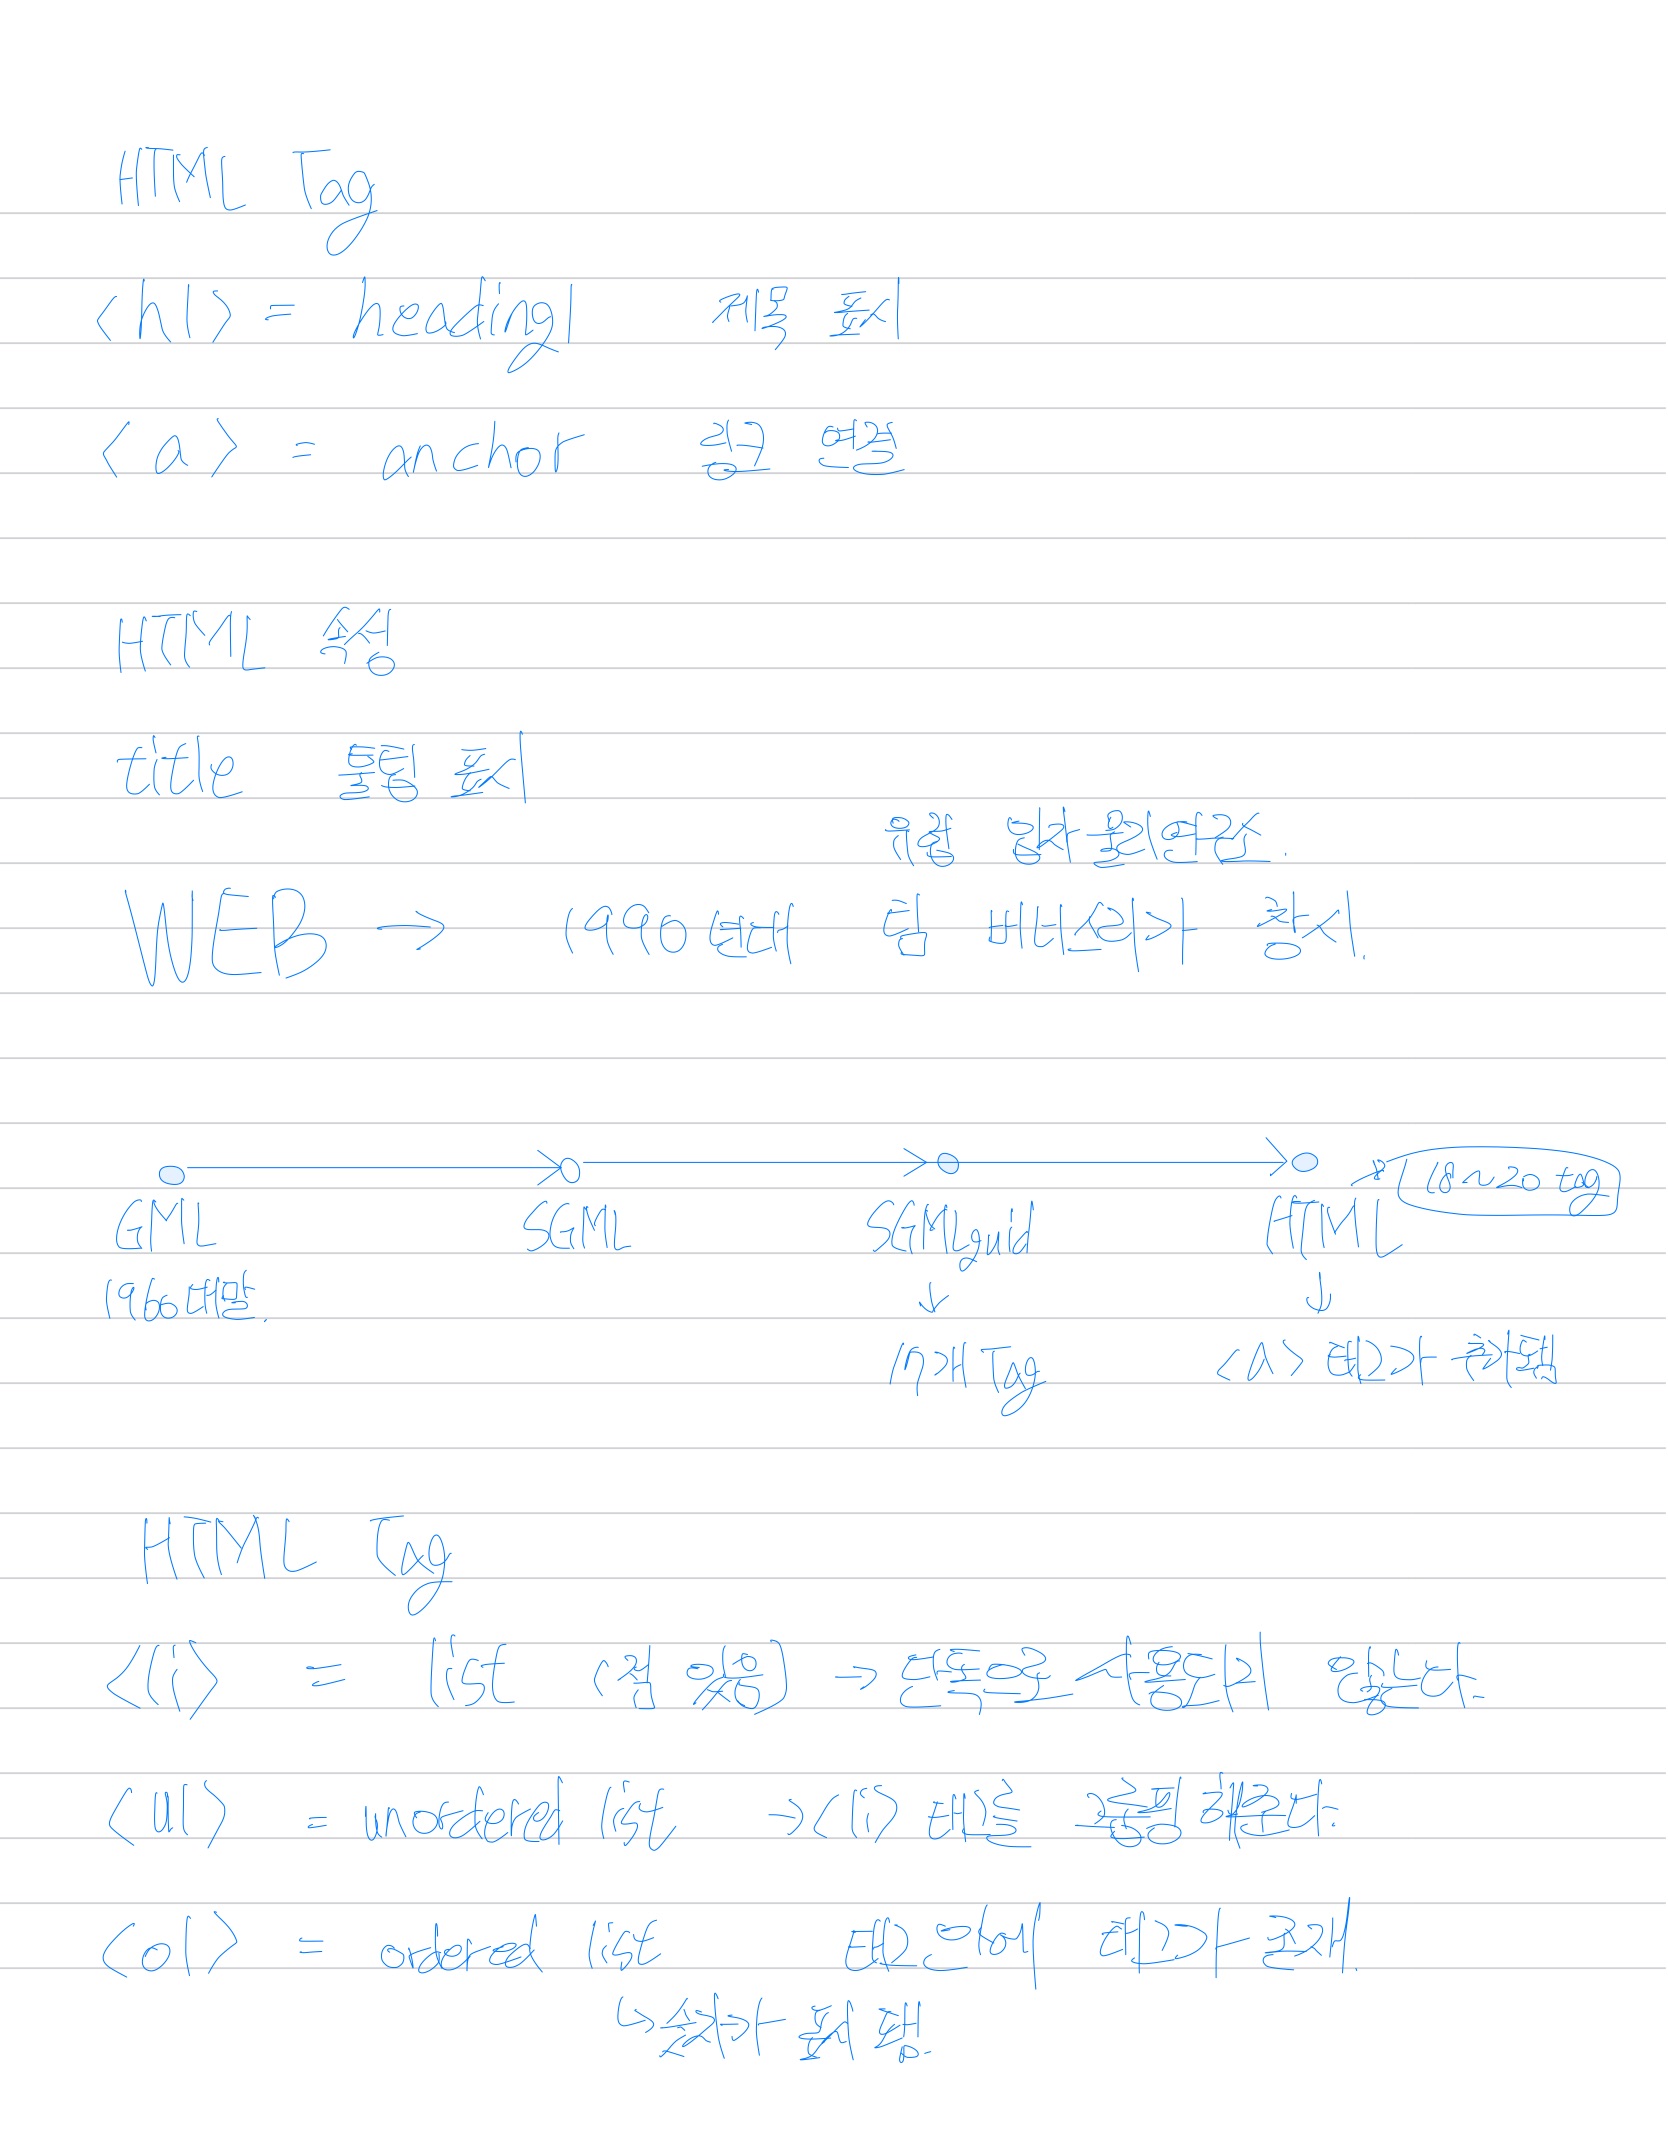 HTML Tag
<h1> = heading1 제목 표시
<a> = anchor 링크 연결
HTML 속성
title 툴팁 표시
유럽 입자 물리연구소.
WEB → 1990년대 팀 버너스리가 창시.
18~20 tag
GML SGML SGMLguid HTML
1960대말. ↓ ↓
17개 Tag <a> 태그가 추가됌
HTML Tag
<li> = list (점 있음) → 단독으로 사용되지 않는다.
<ul> = unordered list → <li> 태그를 그룹핑 해준다.
<ol> = ordered list 태그 안에 태그가 존재.
↳ 숫자가 표시 됌.